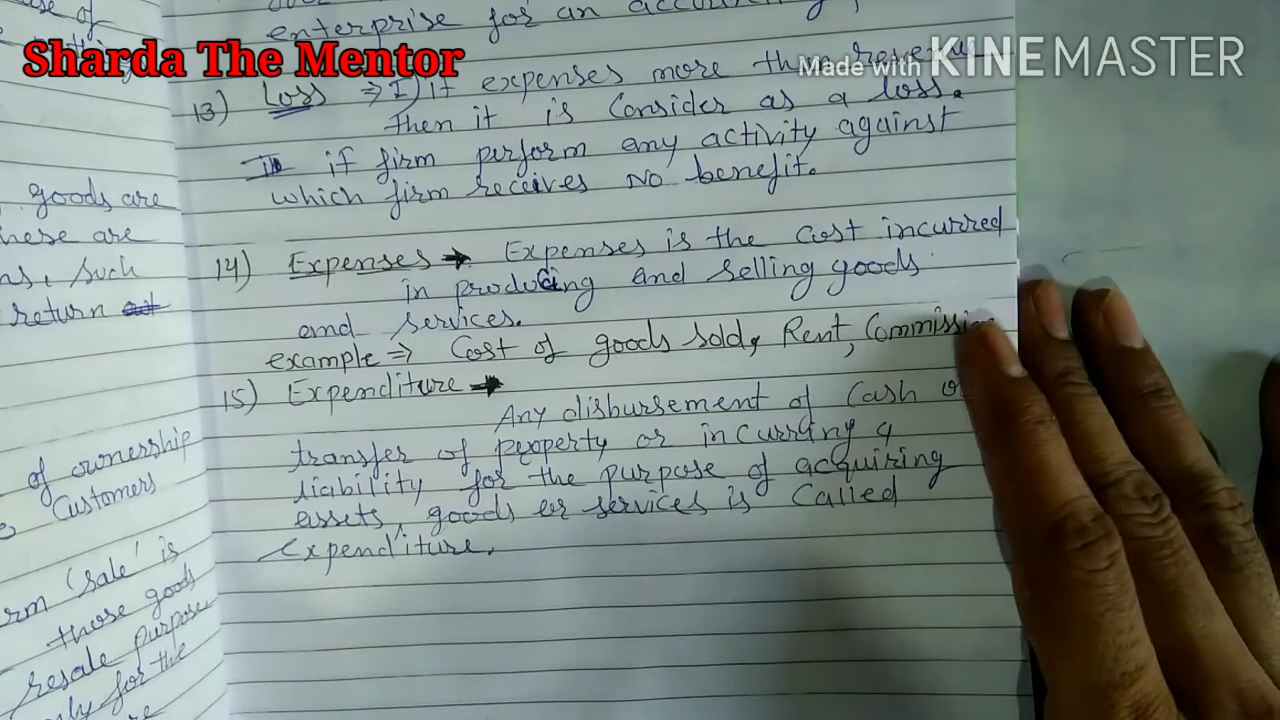 enterprise for an
Sharda The Mentor
Made with KINEMASTER
13) Loss ⇒ I) if expenses more than revenue
then it is Consider as a loss.
II if firm perform any activity against
which firm receives No benefit.
14) Expenses → Expenses is the Cost incurred
in producing and selling goods
and services.
example ⇒ Cost of goods sold, Rent, Commission
15) Expenditure →
Any disbursement of Cash or
transfer of property or incurring a
liability for the purpose of acquiring
assets, goods or services is Called
expenditure.
goods are
these are
such
return out
of ownership
Customers
(sale' is
those goods
resale purpose
for the